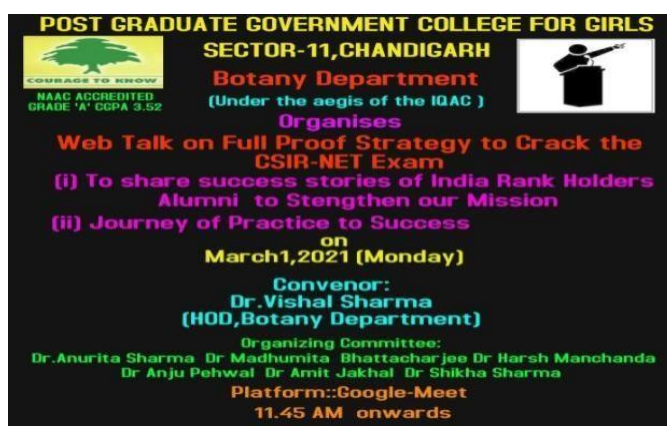 POST GRADUATE GOVERNMENT COLLEGE FOR GIRLS
SECTOR-11,CHANDIGARH
COURAGE TO KNOW
NAAC ACCREDITED
GRADE 'A' CGPA 3.52
Botany Department
(Under the aegis of the IQAC )
Organises
Web Talk on Full Proof Strategy to Crack the
CSIR-NET Exam
(i) To share success stories of India Rank Holders
Alumni to Stengthen our Mission
(ii) Journey of Practice to Success
on
March1,2021 (Monday)
Convenor:
Dr.Vishal Sharma
(HOD,Botany Department)
Organizing Committee:
Dr.Anurita Sharma Dr Madhumita Bhattacharjee Dr Harsh Manchanda
Dr Anju Pehwal Dr Amit Jakhal Dr Shikha Sharma
Platform::Google-Meet
11.45 AM onwards